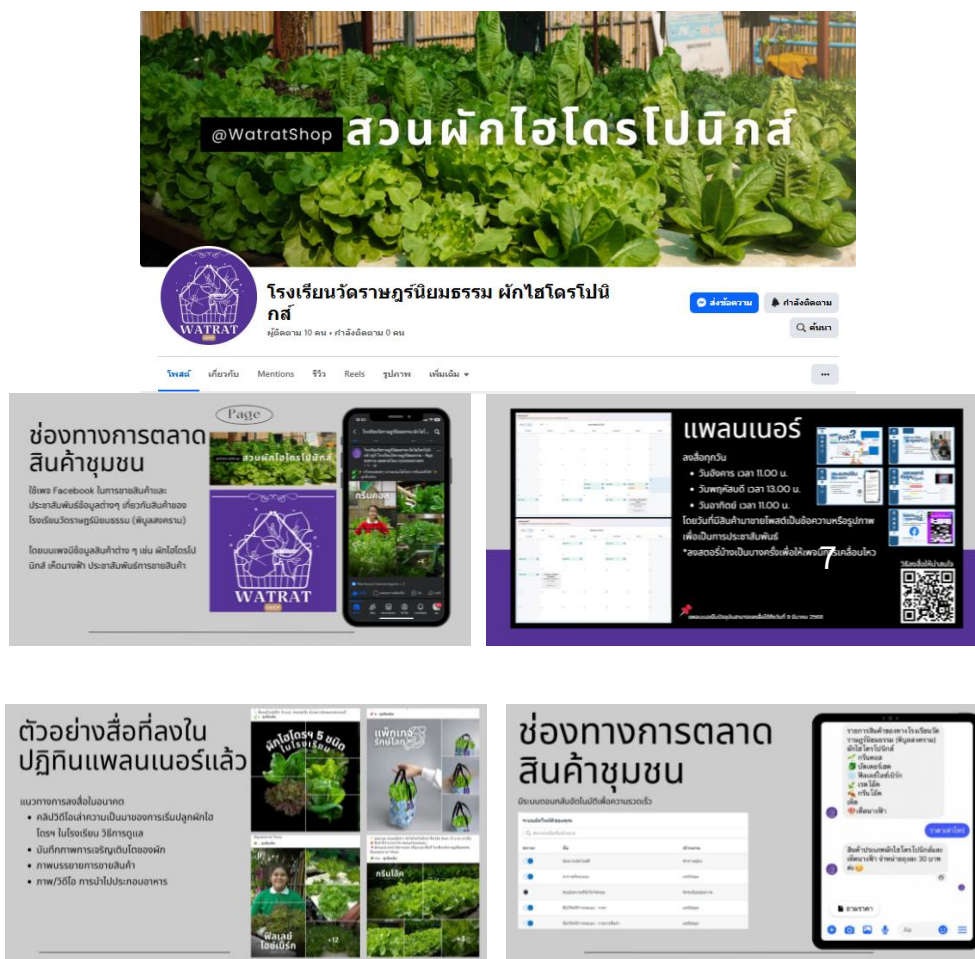 @WatratShop สวนผักไฮโดรโปนิกส์
WATRAT
SHOP
โรงเรียนวัดราษฎร์นิยมธรรม ผักไฮโดรโปนิ
กส์
ผู้ติดตาม 10 คน • กำลังติดตาม 0 คน
ส่งข้อความ
กำลังติดตาม
ค้นหา
โพสต์ เกี่ยวกับ Mentions รีวิว Reels รูปภาพ เพิ่มเติม
Page
ช่องทางการตลาด
สินค้าชุมชน
ใช้เพจ Facebook ในการขายสินค้าและ
ประชาสัมพันธ์ข้อมูลต่างๆ เกี่ยวกับสินค้าของ
โรงเรียนวัดราษฎร์นิยมธรรม (พิบูลสงคราม)
โดยบนเพจมีข้อมูลสินค้าต่าง ๆ เช่น ผักไฮโดรโป
นิกส์ เห็ดนางฟ้า ประชาสัมพันธ์การขายสินค้า
สวนผักไฮโดรโปนิกส์
WATRAT
SHOP
กรีนคอส
แพลนเนอร์
ลงสื่อทุกวัน
• วันอังคาร เวลา 11.00 น.
• วันพฤหัสบดี เวลา 13.00 น.
• วันอาทิตย์ เวลา 11.00 น.
โดยวันที่มีสินค้ามาขายโพสต์เป็นข้อความหรือรูปภาพ
เพื่อเป็นการประชาสัมพันธ์
*ลงสตอรี่บ้างเป็นบางครั้งเพื่อให้เพจมีการเคลื่อนไหว
7
วิธีลงสื่อให้น่าสนใจ
ตัวอย่างสื่อที่ลงใน
ปฏิทินแพลนเนอร์แล้ว
แนวทางการลงสื่อในอนาคต
• คลิปวิดีโอเล่าความเป็นมาของการเริ่มปลูกผักไฮ
โดรฯ ในโรงเรียน วิธีการดูแล
• บันทึกภาพการเจริญเติบโตของผัก
• ภาพบรรยายการขายสินค้า
• ภาพ/วิดีโอ การนำไปประกอบอาหาร
ผักไฮโดรฯ 5 ชนิด
ในโรงเรียน
แพ็กเกจ
รักษ์โลก
ฟิลเลย์
ไอซ์เบิร์ก
+12
กรีนโอ๊ค
+3
ช่องทางการตลาด
สินค้าชุมชน
มีระบบตอบกลับอัตโนมัติเพื่อความรวดเร็ว
รายการสินค้าของทางโรงเรียนวัด
ราษฎร์นิยมธรรม (พิบูลสงคราม)
ผักไฮโดรโปนิกส์
กรีนคอส
บัตเตอร์เฮด
ฟิลเลย์ไอซ์เบิร์ก
เรดโอ๊ค
กรีนโอ๊ค
เห็ด
เห็ดนางฟ้า
ราคาเท่าไหร่
สินค้าประเภทผักไฮโดรโปนิกส์และ
เห็ดนางฟ้า จำหน่ายถุงละ 30 บาท
ค่ะ
ถามราคา
Aa